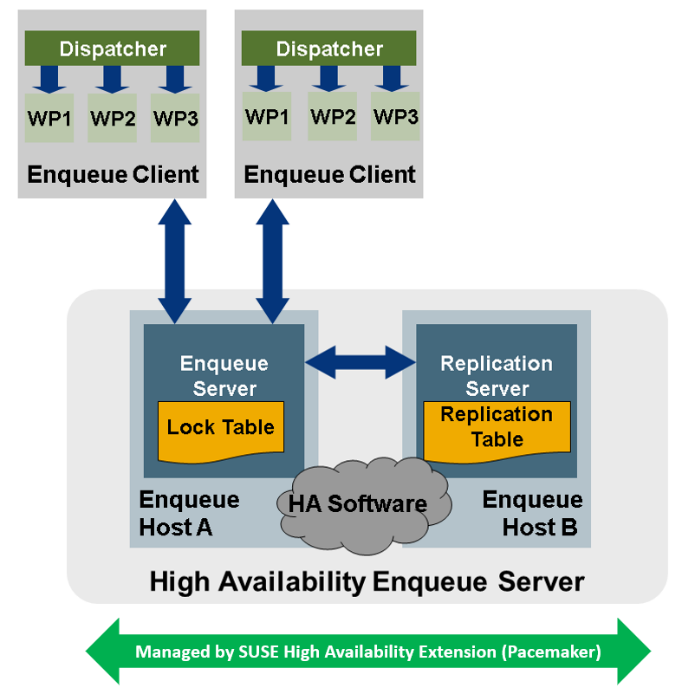 Dispatcher
WP1 WP2 WP3
Enqueue Client
Dispatcher
WP1 WP2 WP3
Enqueue Client
Enqueue
Server
Lock Table
Enqueue
Host A
Replication
Server
Replication
Table
Enqueue
Host B
HA Software
High Availability Enqueue Server
Managed by SUSE High Availability Extension (Pacemaker)